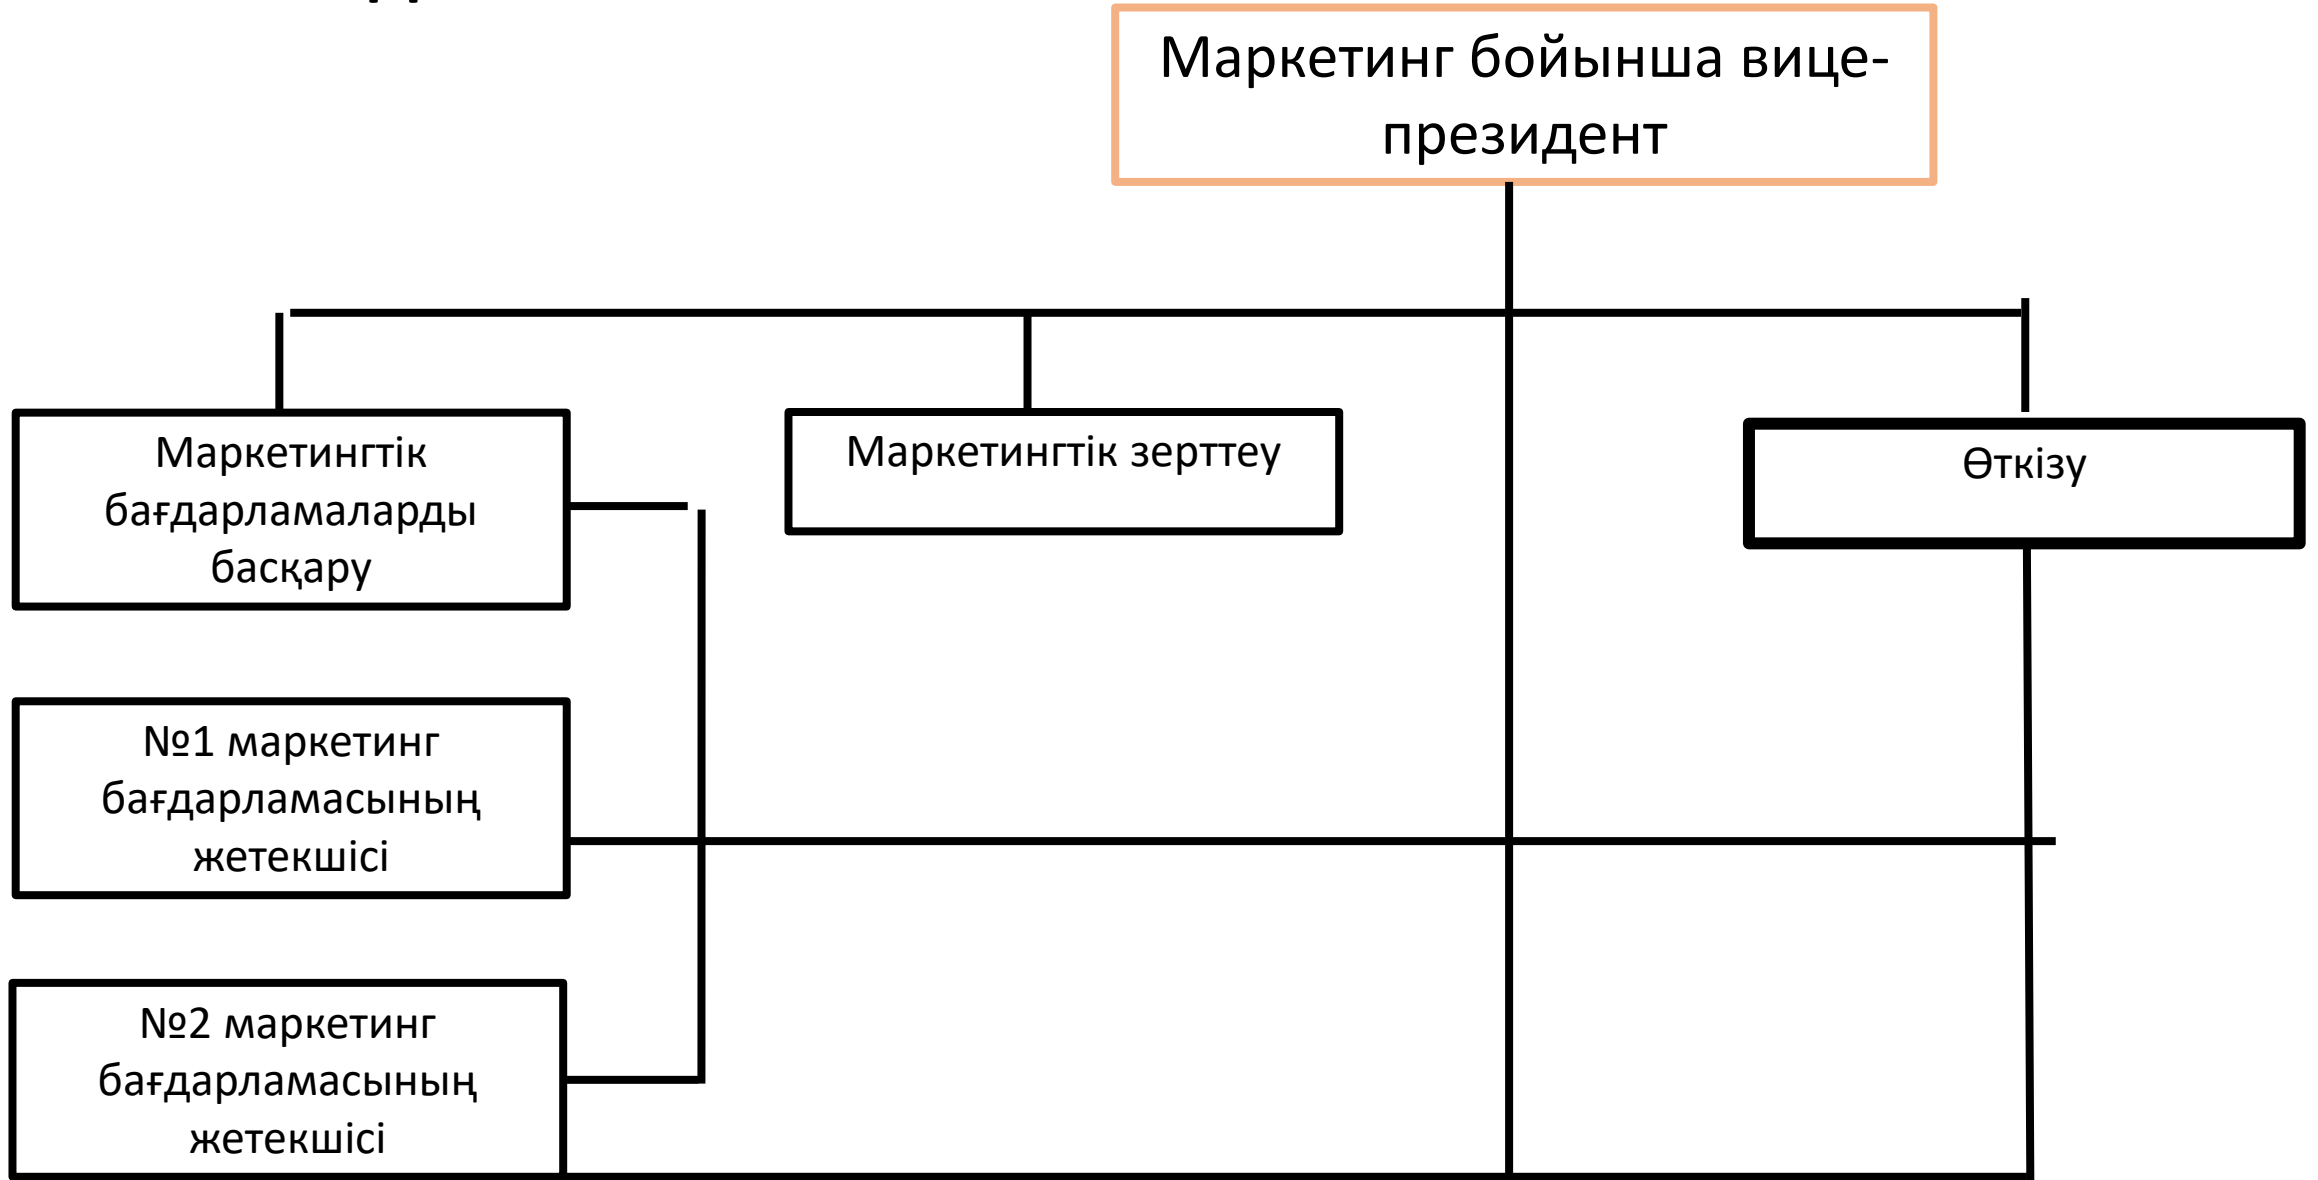 Маркетинг бойынша вице-
президент
Маркетингтік
бағдарламаларды
басқару
Маркетингтік зерттеу
Өткізу
№1 маркетинг
бағдарламасының
жетекшісі
№2 маркетинг
бағдарламасының
жетекшісі